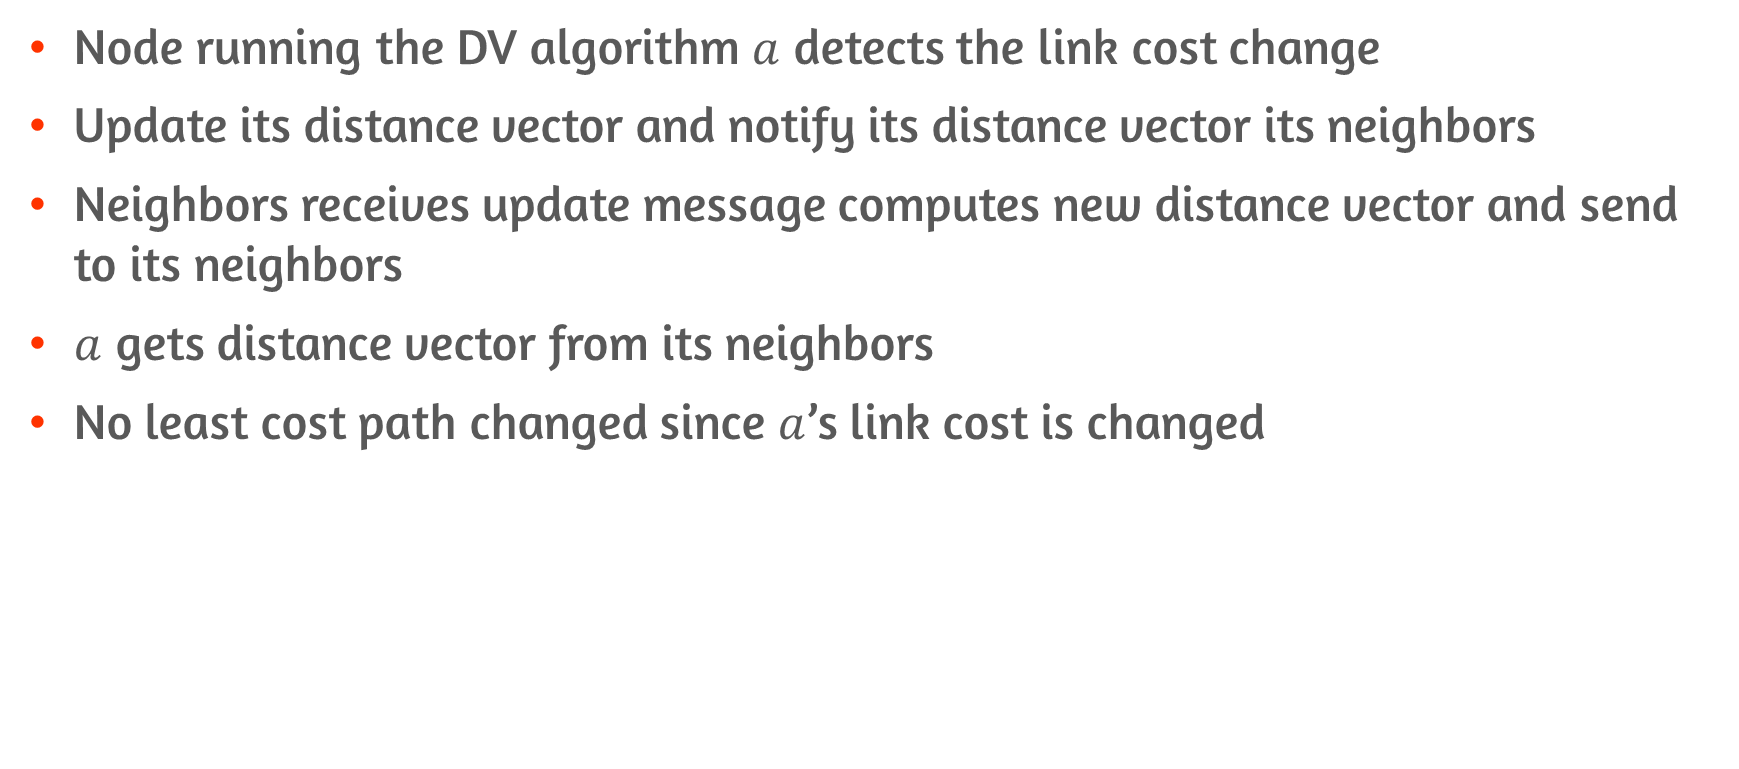 • Node running the DV algorithm a detects the link cost change
• Update its distance vector and notify its distance vector its neighbors
• Neighbors receives update message computes new distance vector and send
to its neighbors
• a gets distance vector from its neighbors
• No least cost path changed since a’s link cost is changed